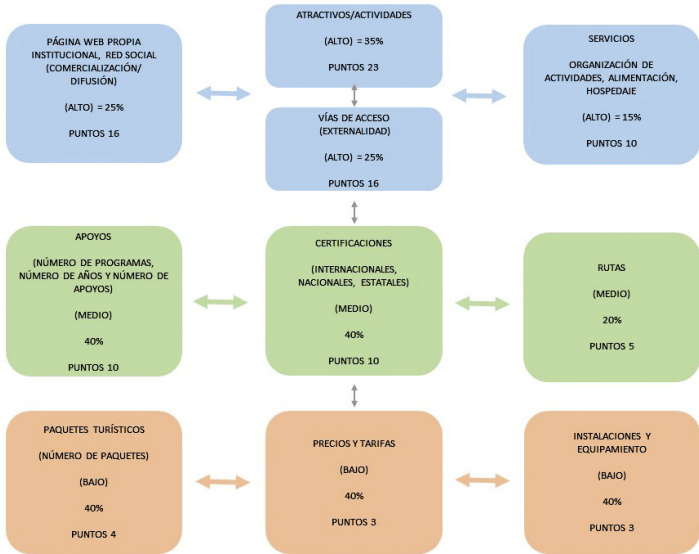 PÁGINA WEB PROPIA
INSTITUCIONAL, RED SOCIAL
(COMERCIALIZACIÓN/
DIFUSIÓN)
(ALTO) = 25%
PUNTOS 16
ATRACTIVOS/ACTIVIDADES
(ALTO) = 35%
PUNTOS 23
VÍAS DE ACCESO
(EXTERNALIDAD)
(ALTO) = 25%
PUNTOS 16
SERVICIOS
ORGANIZACIÓN DE
ACTIVIDADES, ALIMENTACIÓN,
HOSPEDAJE
(ALTO) = 15%
PUNTOS 10
APOYOS
(NÚMERO DE PROGRAMAS,
NÚMERO DE AÑOS Y NÚMERO DE
APOYOS)
(MEDIO)
40%
PUNTOS 10
CERTIFICACIONES
(INTERNACIONALES,
NACIONALES, ESTATALES)
(MEDIO)
40%
PUNTOS 10
RUTAS
(MEDIO)
20%
PUNTOS 5
PAQUETES TURÍSTICOS
(NÚMERO DE PAQUETES)
(BAJO)
40%
PUNTOS 4
PRECIOS Y TARIFAS
(BAJO)
40%
PUNTOS 3
INSTALACIONES Y
EQUIPAMIENTO
(BAJO)
40%
PUNTOS 3